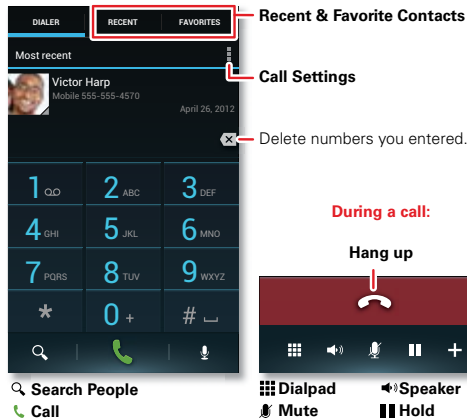 DIALER RECENT FAVORITES
Recent & Favorite Contacts
Most recent
Call Settings
Victor Harp
Mobile 555-555-4570
April 26, 2012
Delete numbers you entered.
1
2 ABC
3 DEF
4 GHI
5 JKL
6 MNO
7 PQRS
8 TUV
9 WXYZ
*
0 +
#
During a call:
Hang up
Search People
Call
Dialpad
Speaker
Mute
Hold